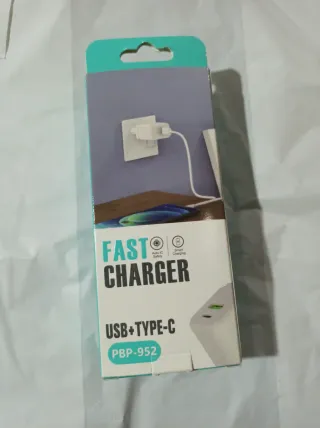 FAST
CHARGER
USB+TYPE-C
PBP-952